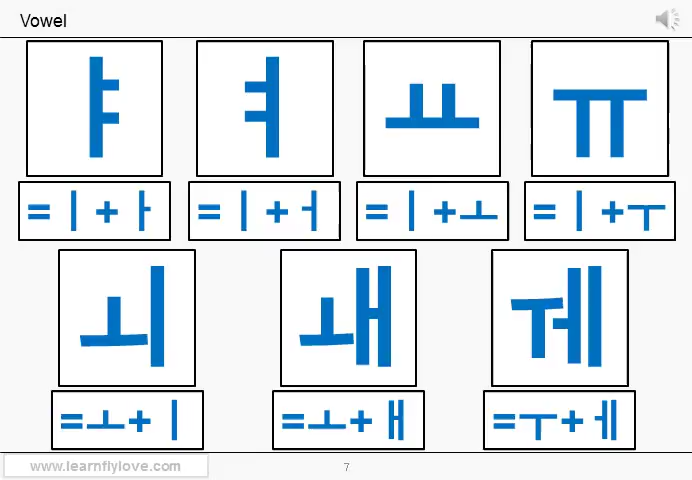 Vowel
ㅑ ㅕ ㅛ ㅠ
=ㅣ+ㅏ =ㅣ+ㅓ =ㅣ+ㅗ =ㅣ+ㅜ
ㅚ ㅙ ㅞ
=ㅗ+ㅣ =ㅗ+ㅐ =ㅜ+ㅔ
www.learnflylove.com 7